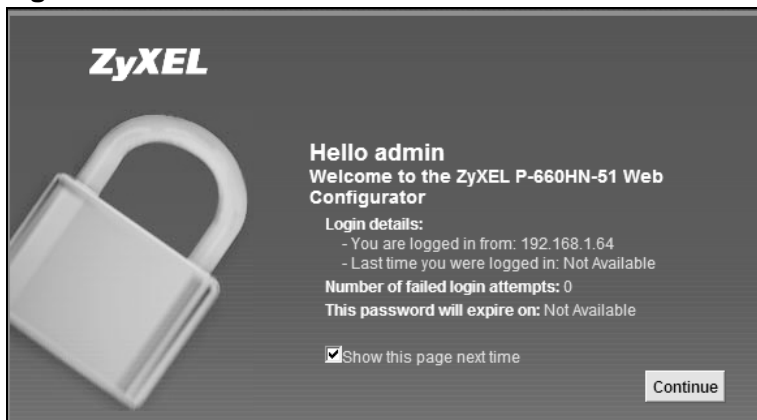 ZyXEL
Hello admin
Welcome to the ZyXEL P-660HN-51 Web
Configurator
Login details:
- You are logged in from: 192.168.1.64
- Last time you were logged in: Not Available
Number of failed login attempts: 0
This password will expire on: Not Available
Show this page next time
Continue